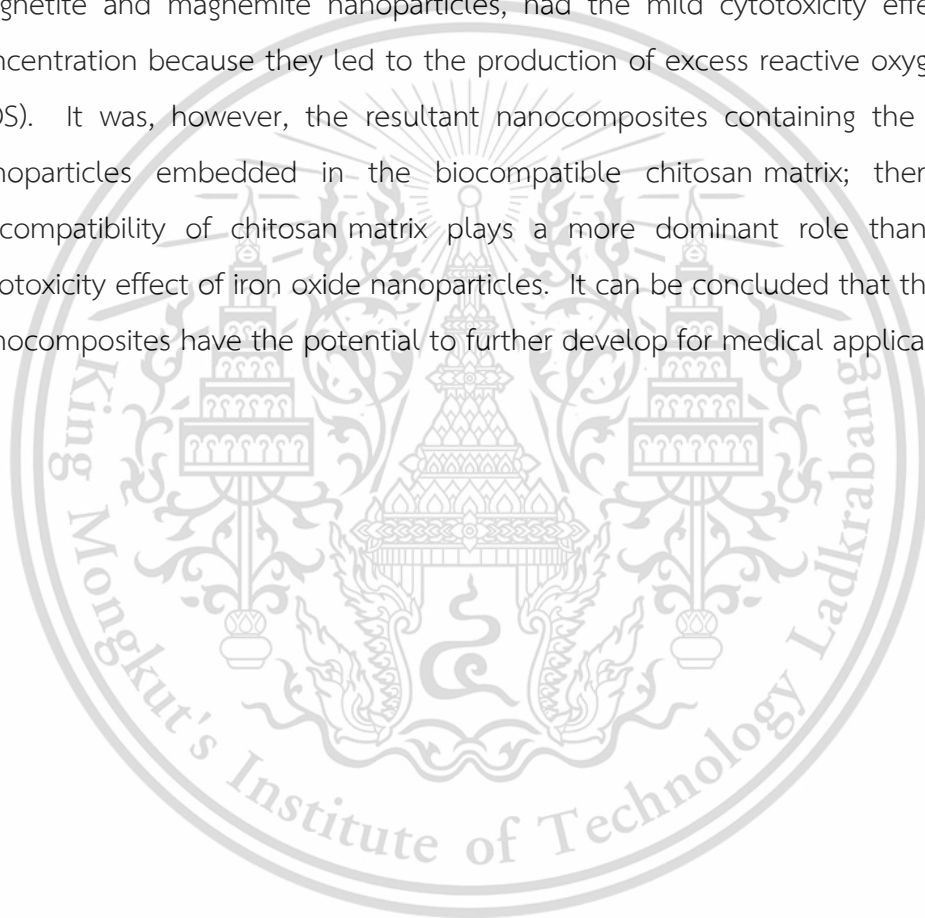 gnetite and maghemite nanoparticles, had the mild cytotoxicity effe
ncentration because they led to the production of excess reactive oxyg
OS). It was, however, the resultant nanocomposites containing the
noparticles embedded in the biocompatible chitosan matrix; ther
compatibility of chitosan matrix plays a more dominant role than
otoxicity effect of iron oxide nanoparticles. It can be concluded that th
nocomposites have the potential to further develop for medical applica
King Mongkut's Institute of Technology Ladkrabang